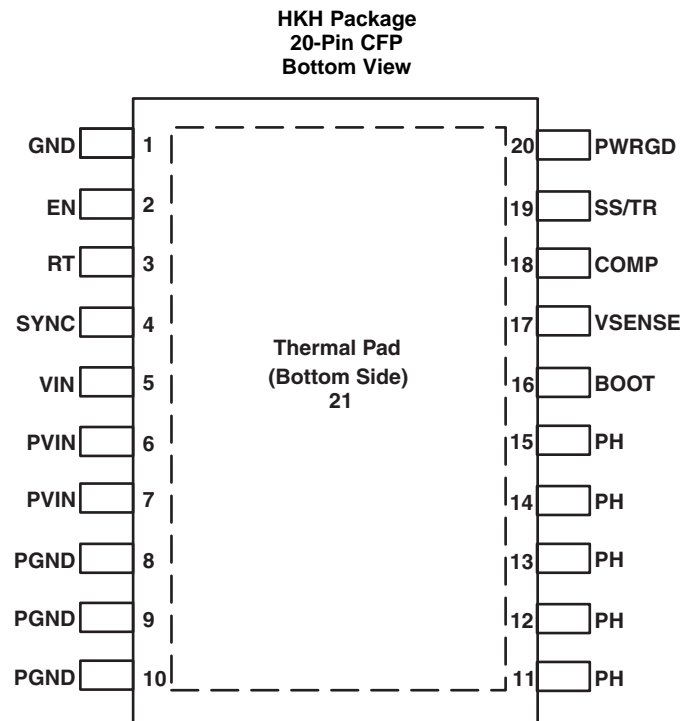 HKH Package
20-Pin CFP
Bottom View
GND 1 20 PWRGD
EN 2 19 SS/TR
RT 3 18 COMP
SYNC 4 17 VSENSE
Thermal Pad
(Bottom Side)
21
VIN 5 16 BOOT
PVIN 6 15 PH
PVIN 7 14 PH
PGND 8 13 PH
PGND 9 12 PH
PGND 10 11 PH